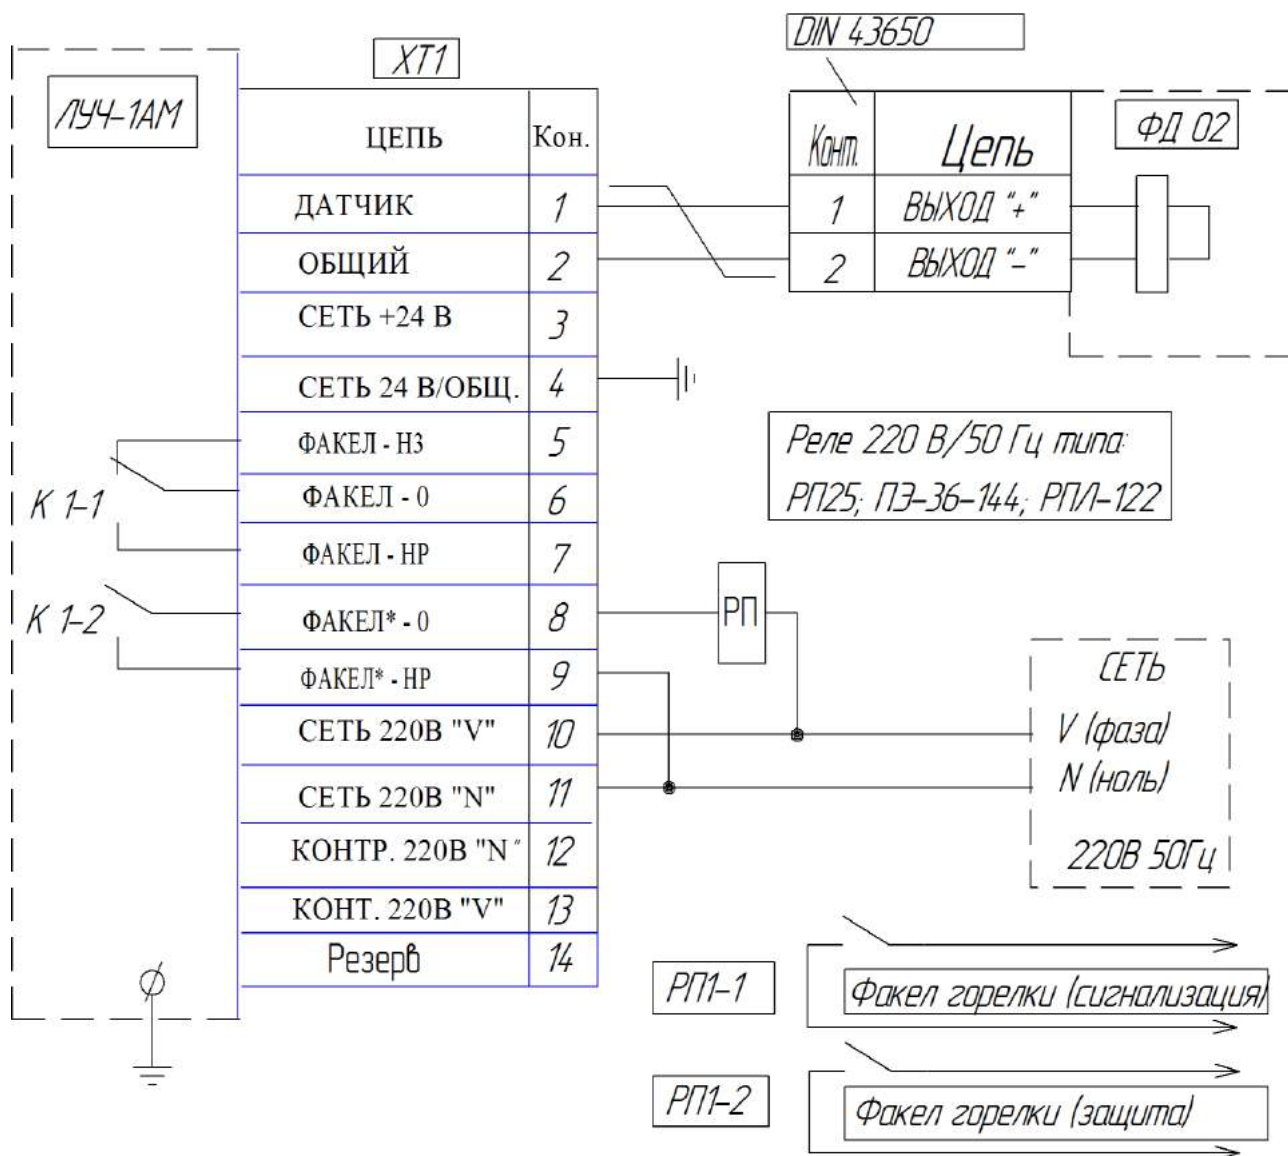 DIN 43650
ХТ1
ЛУЧ-1АМ
ЦЕПЬ Кон.
ДАТЧИК 1
ОБЩИЙ 2
СЕТЬ +24 В 3
СЕТЬ 24 В/ОБЩ. 4
ФАКЕЛ - НЗ 5
ФАКЕЛ - 0 6
ФАКЕЛ - НР 7
ФАКЕЛ* - 0 8
ФАКЕЛ* - НР 9
СЕТЬ 220В "V" 10
СЕТЬ 220В "N" 11
КОНТР. 220В "N" 12
КОНТ. 220В "V" 13
Резерв 14
К 1-1
К 1-2
Конт. Цепь
1 ВЫХОД "+"
2 ВЫХОД "-"
ФД 02
Реле 220 В/50 Гц типа:
РП25; ПЭ-36-144; РПЛ-122
РП
СЕТЬ
V (фаза)
N (ноль)
220В 50Гц
РП1-1
Факел горелки (сигнализация)
РП1-2
Факел горелки (защита)